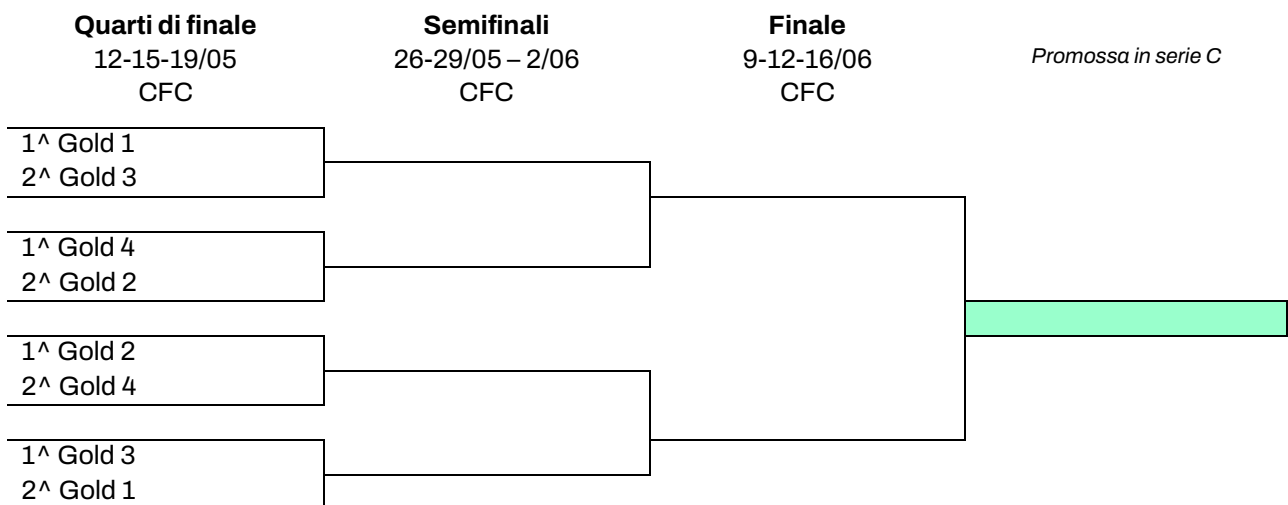 Quarti di finale
12-15-19/05
CFC
Semifinali
26-29/05 – 2/06
CFC
Finale
9-12-16/06
CFC
Promossa in serie C
1^ Gold 1
2^ Gold 3
1^ Gold 4
2^ Gold 2
1^ Gold 2
2^ Gold 4
1^ Gold 3
2^ Gold 1